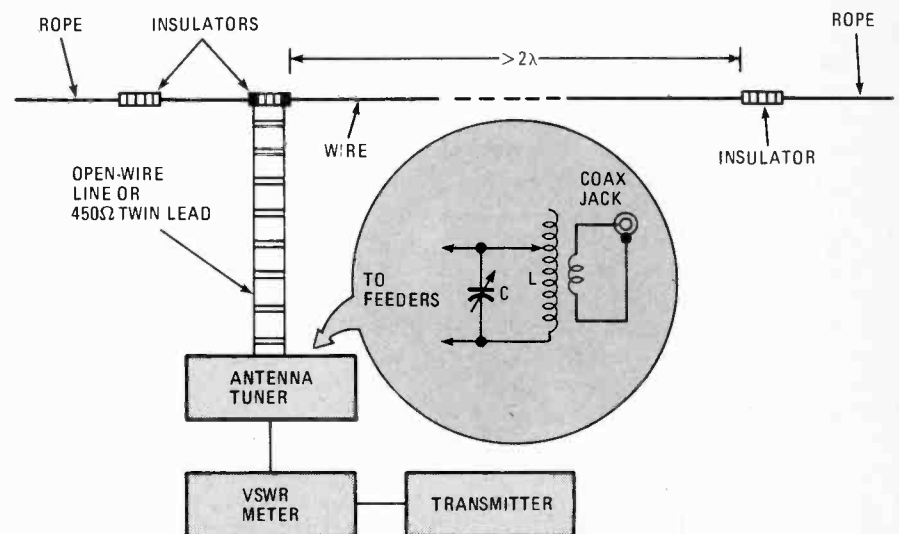 ROPE
INSULATORS
>2λ
ROPE
WIRE
INSULATOR
OPEN-WIRE
LINE OR
450Ω TWIN LEAD
COAX
JACK
TO
FEEDERS
C
L
ANTENNA
TUNER
VSWR
METER
TRANSMITTER